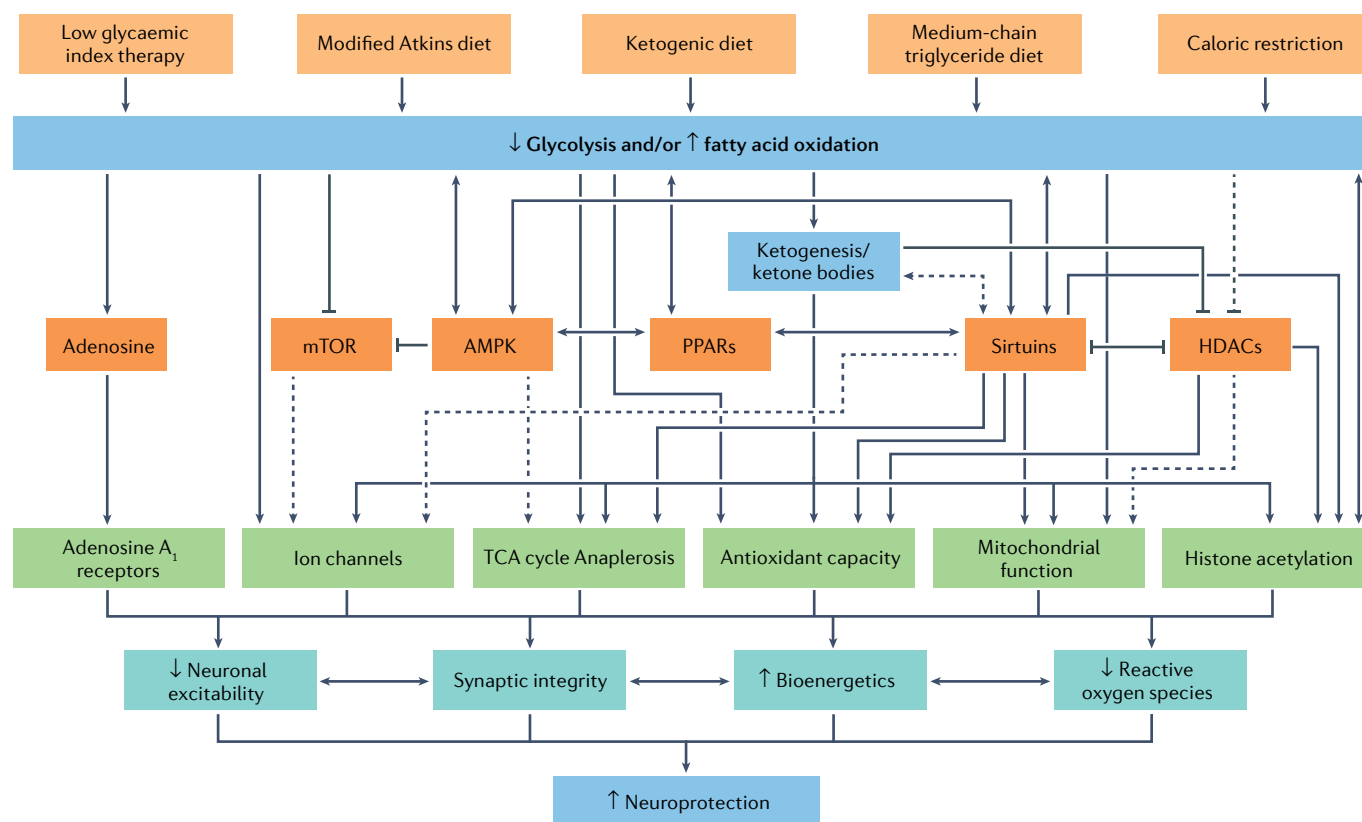 Low glycaemic
index therapy
Modified Atkins diet
Ketogenic diet
Medium-chain
triglyceride diet
Caloric restriction
↓ Glycolysis and/or ↑ fatty acid oxidation
Ketogenesis/
ketone bodies
Adenosine
mTOR
AMPK
PPARs
Sirtuins
HDACs
Adenosine A₁
receptors
Ion channels
TCA cycle Anaplerosis
Antioxidant capacity
Mitochondrial
function
Histone acetylation
↓ Neuronal
excitability
Synaptic integrity
↑ Bioenergetics
↓ Reactive
oxygen species
↑ Neuroprotection